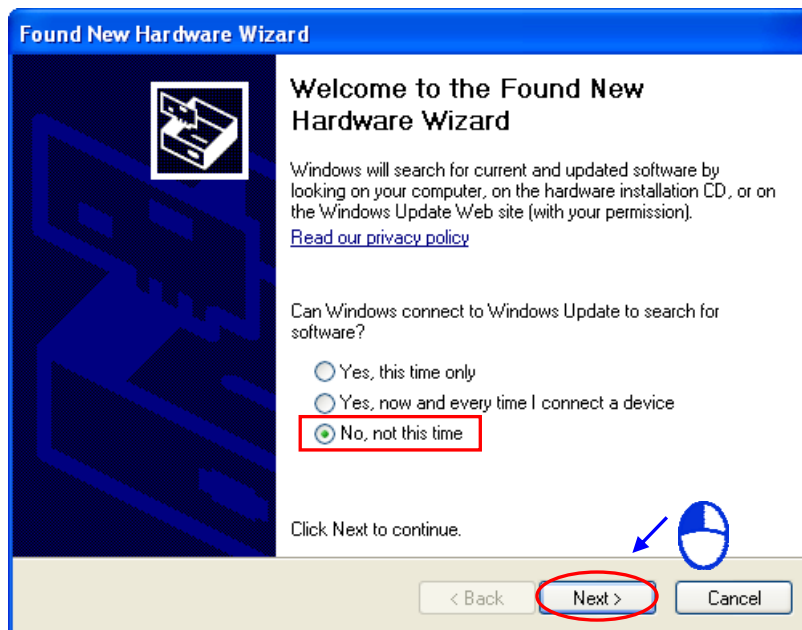 Found New Hardware Wizard
Welcome to the Found New
Hardware Wizard
Windows will search for current and updated software by
looking on your computer, on the hardware installation CD, or on
the Windows Update Web site (with your permission).
Read our privacy policy
Can Windows connect to Windows Update to search for
software?
Yes, this time only
Yes, now and every time I connect a device
No, not this time
Click Next to continue.
< Back
Next >
Cancel